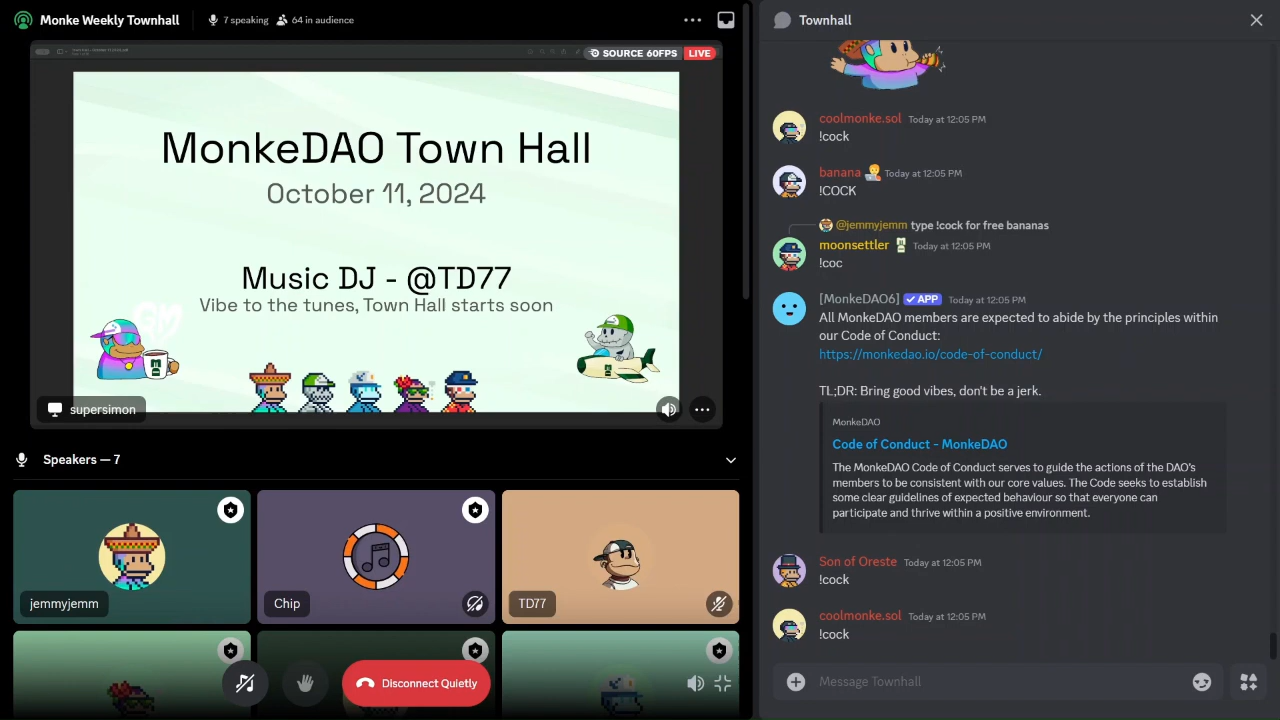 Monke Weekly Townhall
7 speaking
64 in audience
SOURCE 60FPS
LIVE
MonkeDAO Town Hall
October 11, 2024
Music DJ - @TD77
Vibe to the tunes, Town Hall starts soon
GM
supersimon
Speakers — 7
jemmyjemm
Chip
TD77
Disconnect Quietly
Townhall
coolmonke.sol Today at 12:05 PM
!cock
banana Today at 12:05 PM
!COCK
@jemmyjemm type !cock for free bananas
moonsettler Today at 12:05 PM
!coc
[MonkeDAO6] APP Today at 12:05 PM
All MonkeDAO members are expected to abide by the principles within
our Code of Conduct:
https://monkedao.io/code-of-conduct/
TL;DR: Bring good vibes, don't be a jerk.
MonkeDAO
Code of Conduct - MonkeDAO
The MonkeDAO Code of Conduct serves to guide the actions of the DAO's
members to be consistent with our core values. The Code seeks to establish
some clear guidelines of expected behaviour so that everyone can
participate and thrive within a positive environment.
Son of Oreste Today at 12:05 PM
!cock
coolmonke.sol Today at 12:05 PM
!cock
Message Townhall